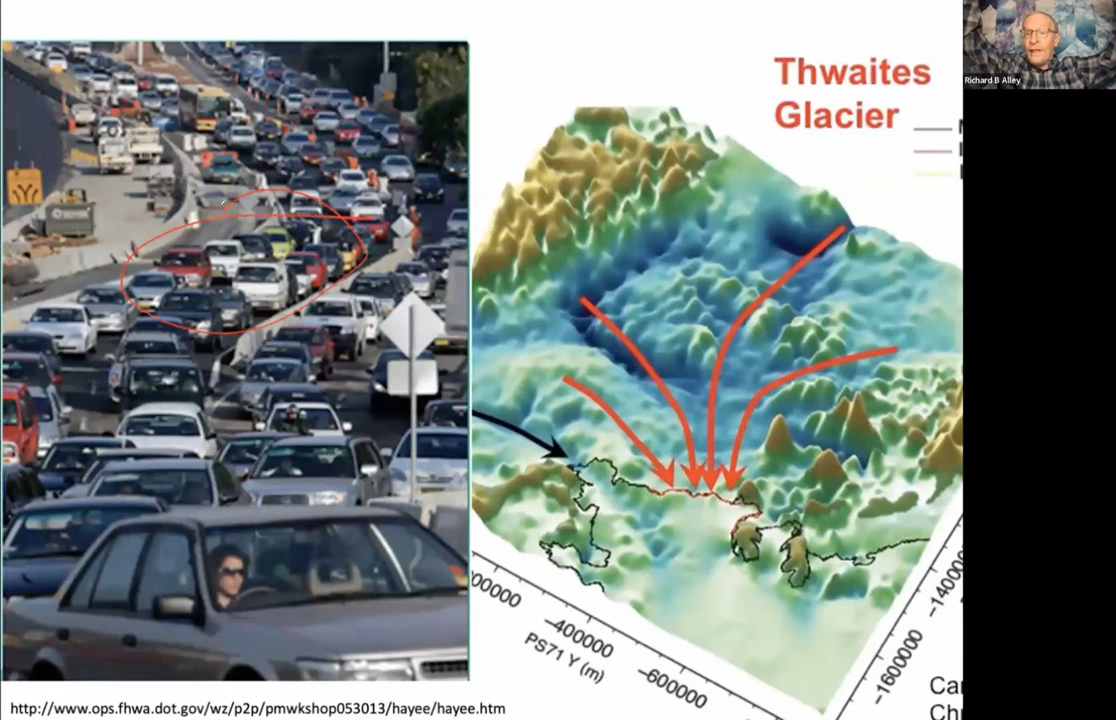 Thwaites
Glacier
Richard B Alley
-400000
-600000
PS71 Y (m)
-1600000
http://www.ops.fhwa.dot.gov/wz/p2p/pmwkshop053013/hayee/hayee.htm